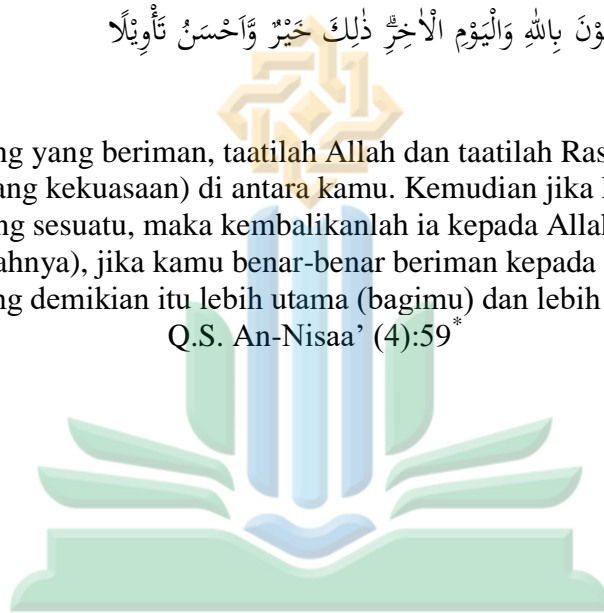 بِاللّٰهِ وَالْيَوْمِ الْاٰخِرِۗ ذٰلِكَ خَيْرٌ وَّاَحْسَنُ تَأْوِيْلًا
yang beriman, taatilah Allah dan taatilah
kekuasaan) di antara kamu. Kemudian jika
sesuatu, maka kembalikanlah ia kepada
jika kamu benar-benar beriman kepada
demikian itu lebih utama (bagimu) dan lebih
Q.S. An-Nisaa’ (4):59*